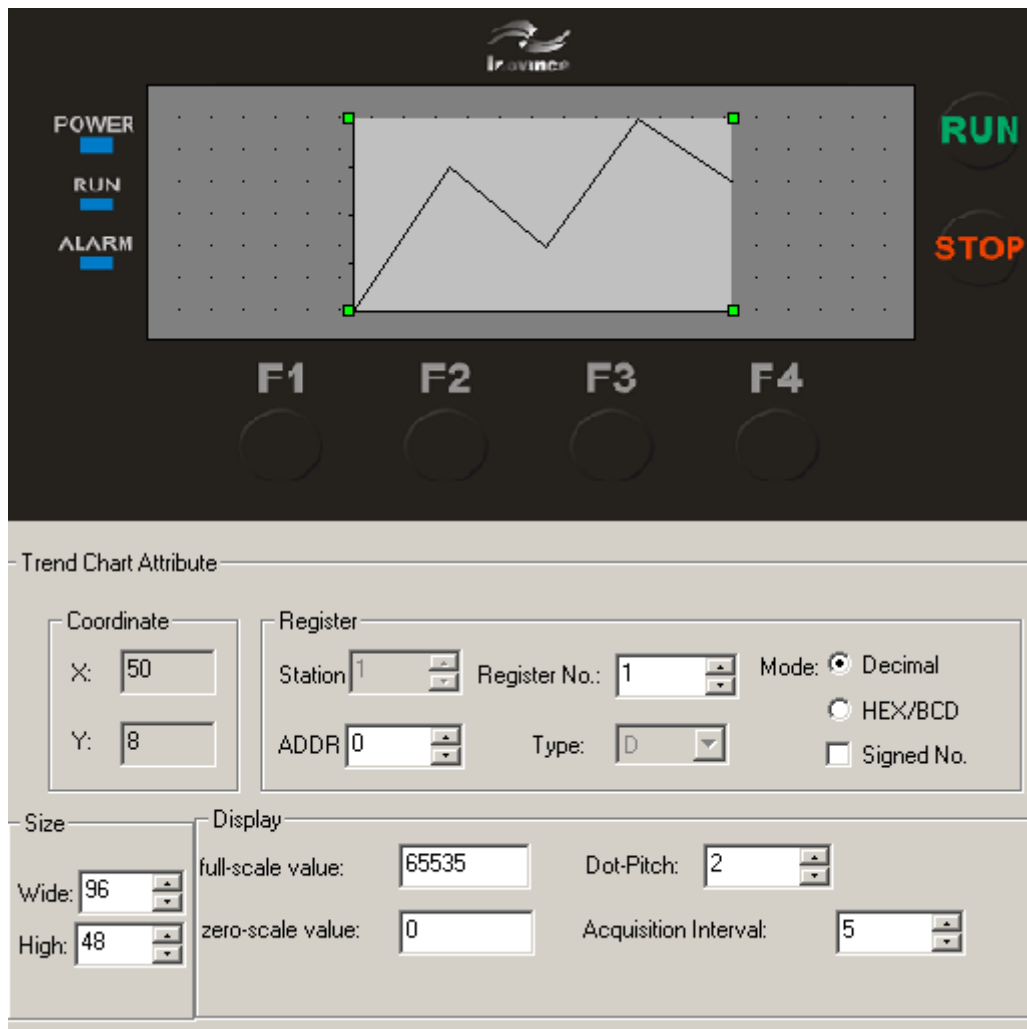 inovince
POWER
RUN
RUN
ALARM
STOP
F1 F2 F3 F4
Trend Chart Attribute
Coordinate
X: 50
Y: 8
Register
Station 1 Register No.: 1 Mode: Decimal
HEX/BCD
ADDR 0 Type: D Signed No.
Size
Wide: 96
High: 48
Display
full-scale value: 65535 Dot-Pitch: 2
zero-scale value: 0 Acquisition Interval: 5